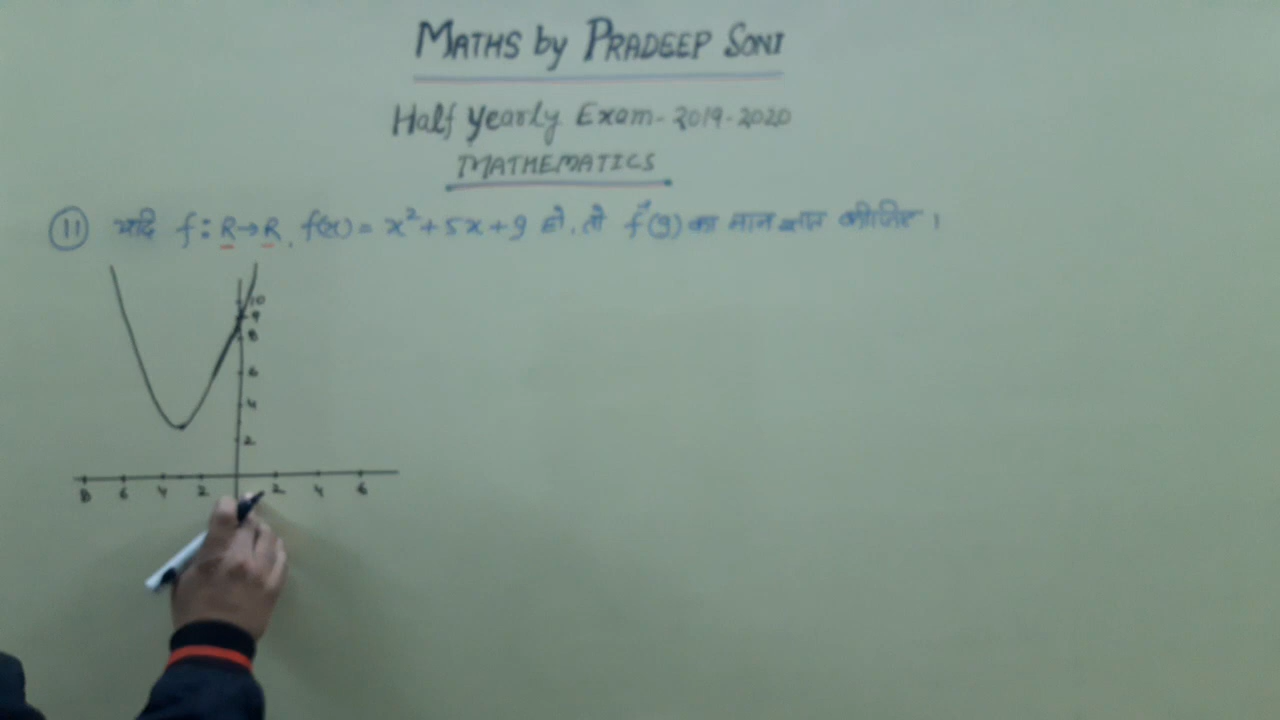 MATHS by PRADEEP SONI
Half Yearly Exam-2019-2020
MATHEMATICS
11 यदि f: R→R, f(x) = x²+5x+9 हो, तो f⁻¹(9) का मान ज्ञात कीजिए।
10
9
8
6
4
2
8 6 4 2 2 4 6